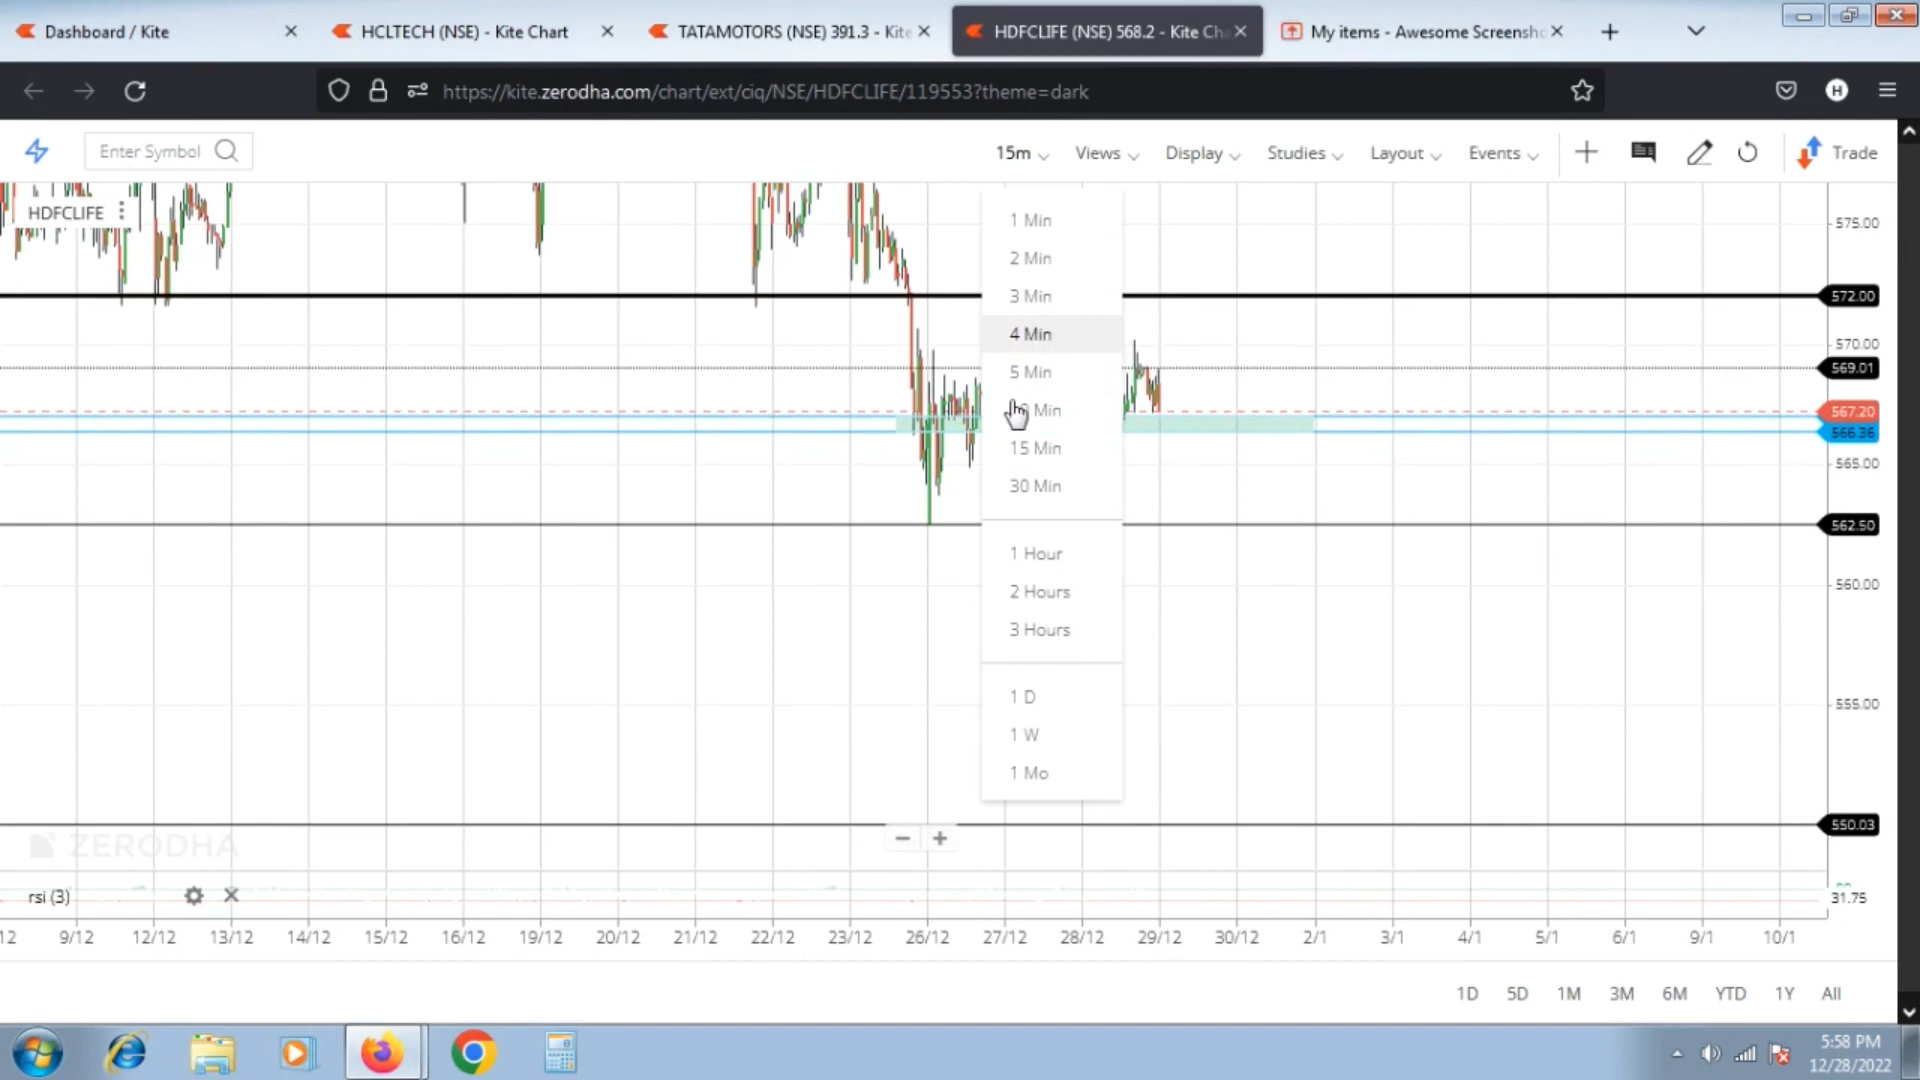 Dashboard / Kite
HCLTECH (NSE) - Kite Chart
TATAMOTORS (NSE) 391.3 - Kite
HDFCLIFE (NSE) 568.2 - Kite Ch
My items - Awesome Screensho
https://kite.zerodha.com/chart/ext/ciq/NSE/HDFCLIFE/119553?theme=dark
H
Enter Symbol
15m
Views
Display
Studies
Layout
Events
Trade
HDFCLIFE
1 Min
2 Min
3 Min
4 Min
5 Min
Min
15 Min
30 Min
1 Hour
2 Hours
3 Hours
1 D
1 W
1 Mo
575.00
572.00
570.00
569.01
567.20
566.36
565.00
562.50
560.00
555.00
550.03
ZERODHA
rsi (3)
31.75
12 9/12 12/12 13/12 14/12 15/12 16/12 19/12 20/12 21/12 22/12 23/12 26/12 27/12 28/12 29/12 30/12 2/1 3/1 4/1 5/1 6/1 9/1 10/1
1D 5D 1M 3M 6M YTD 1Y All
5:58 PM
12/28/2022